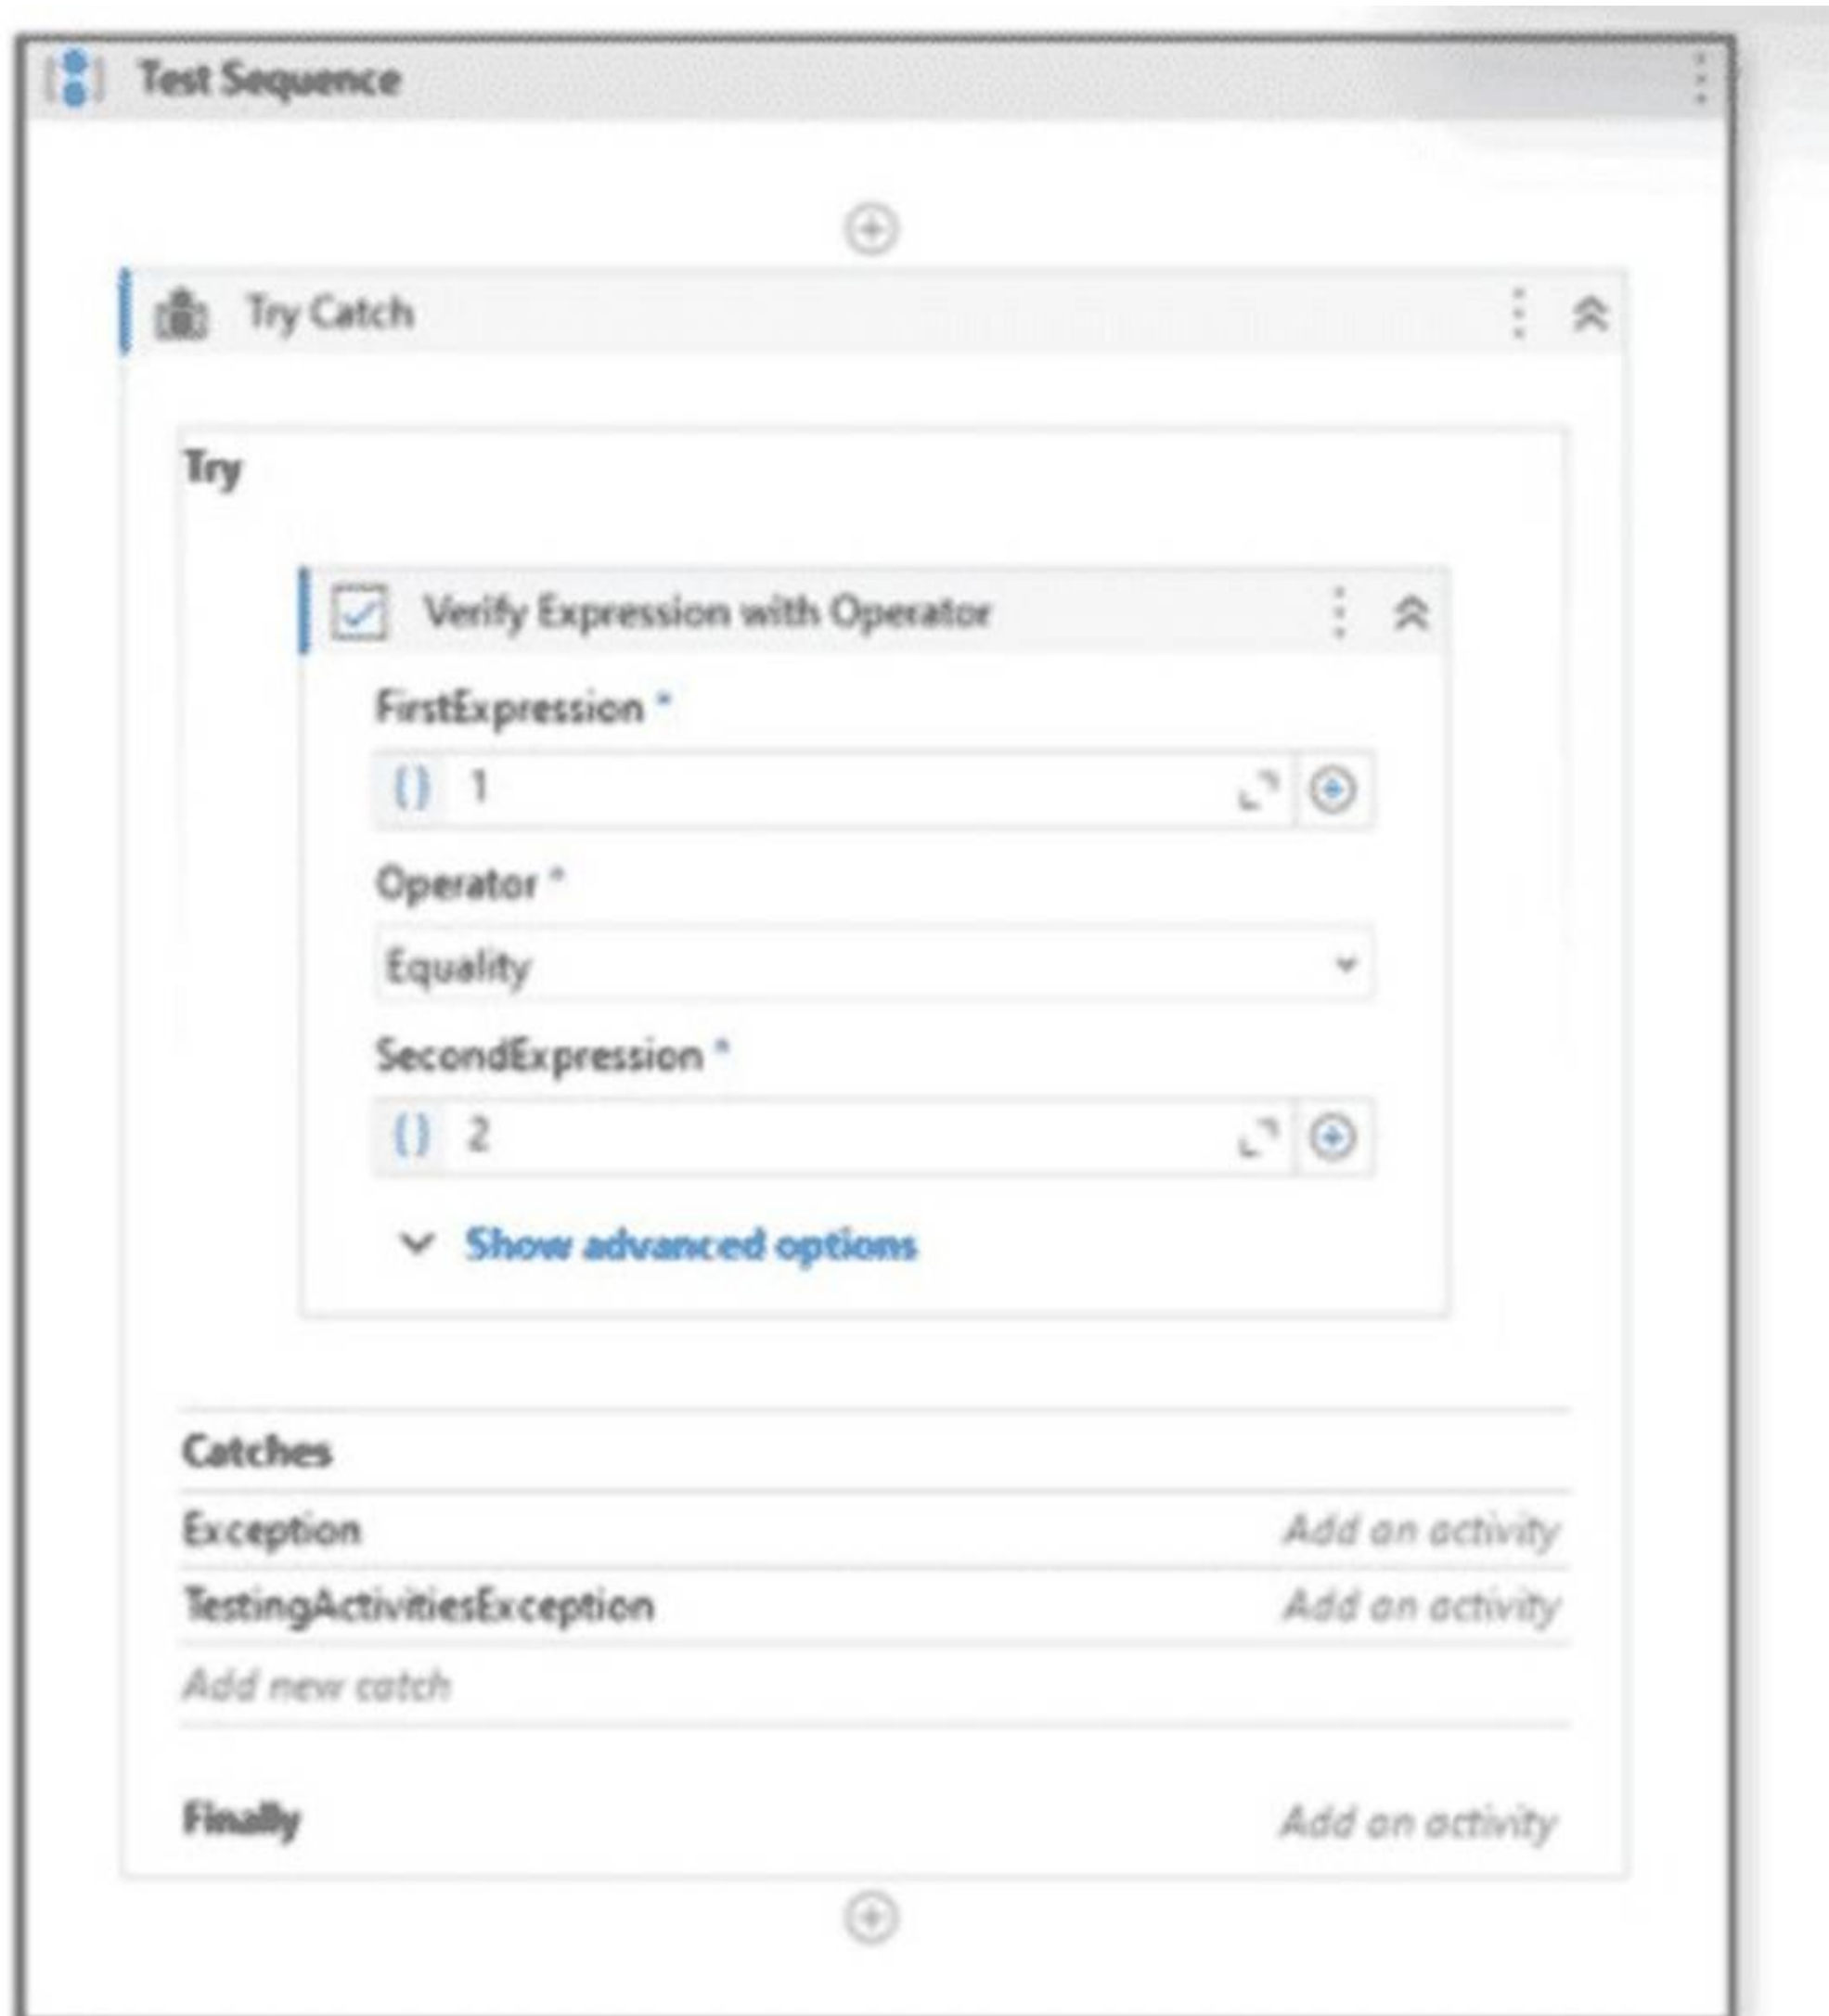 Test Sequence
Try Catch
Try
Verify Expression with Operator
FirstExpression *
{} 1
Operator *
Equality
SecondExpression *
{} 2
Show advanced options
Catches
Exception Add an activity
TestingActivitiesException Add an activity
Add new catch
Finally Add an activity